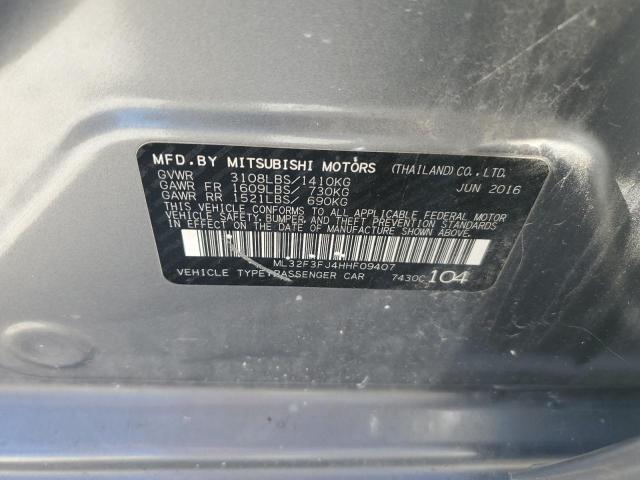 MFD.BY MITSUBISHI MOTORS (THAILAND) CO., LTD.
GVWR 3108LBS/1410KG JUN 2016
GAWR FR 1609LBS/ 730KG
GAWR RR 1521LBS/ 690KG
THIS VEHICLE CONFORMS TO ALL APPLICABLE FEDERAL MOTOR
VEHICLE SAFETY, BUMPER, AND THEFT PREVENTION STANDARDS
IN EFFECT ON THE DATE OF MANUFACTURE SHOWN ABOVE.
ML32F3FJ4HHF09407
VEHICLE TYPE:PASSENGER CAR 7430C 104